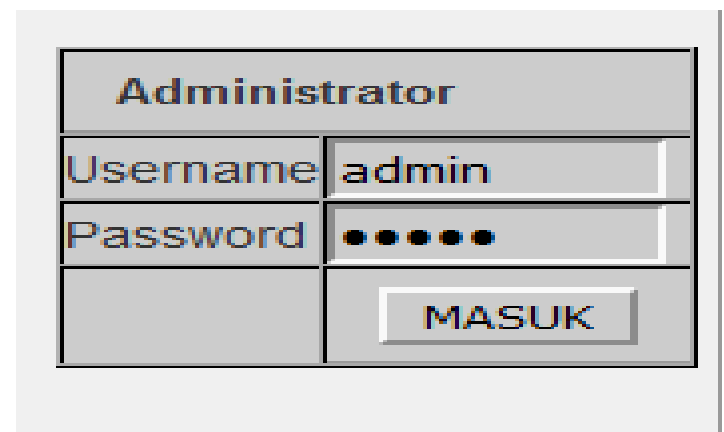 Administrator
Username admin
Password •••••
MASUK